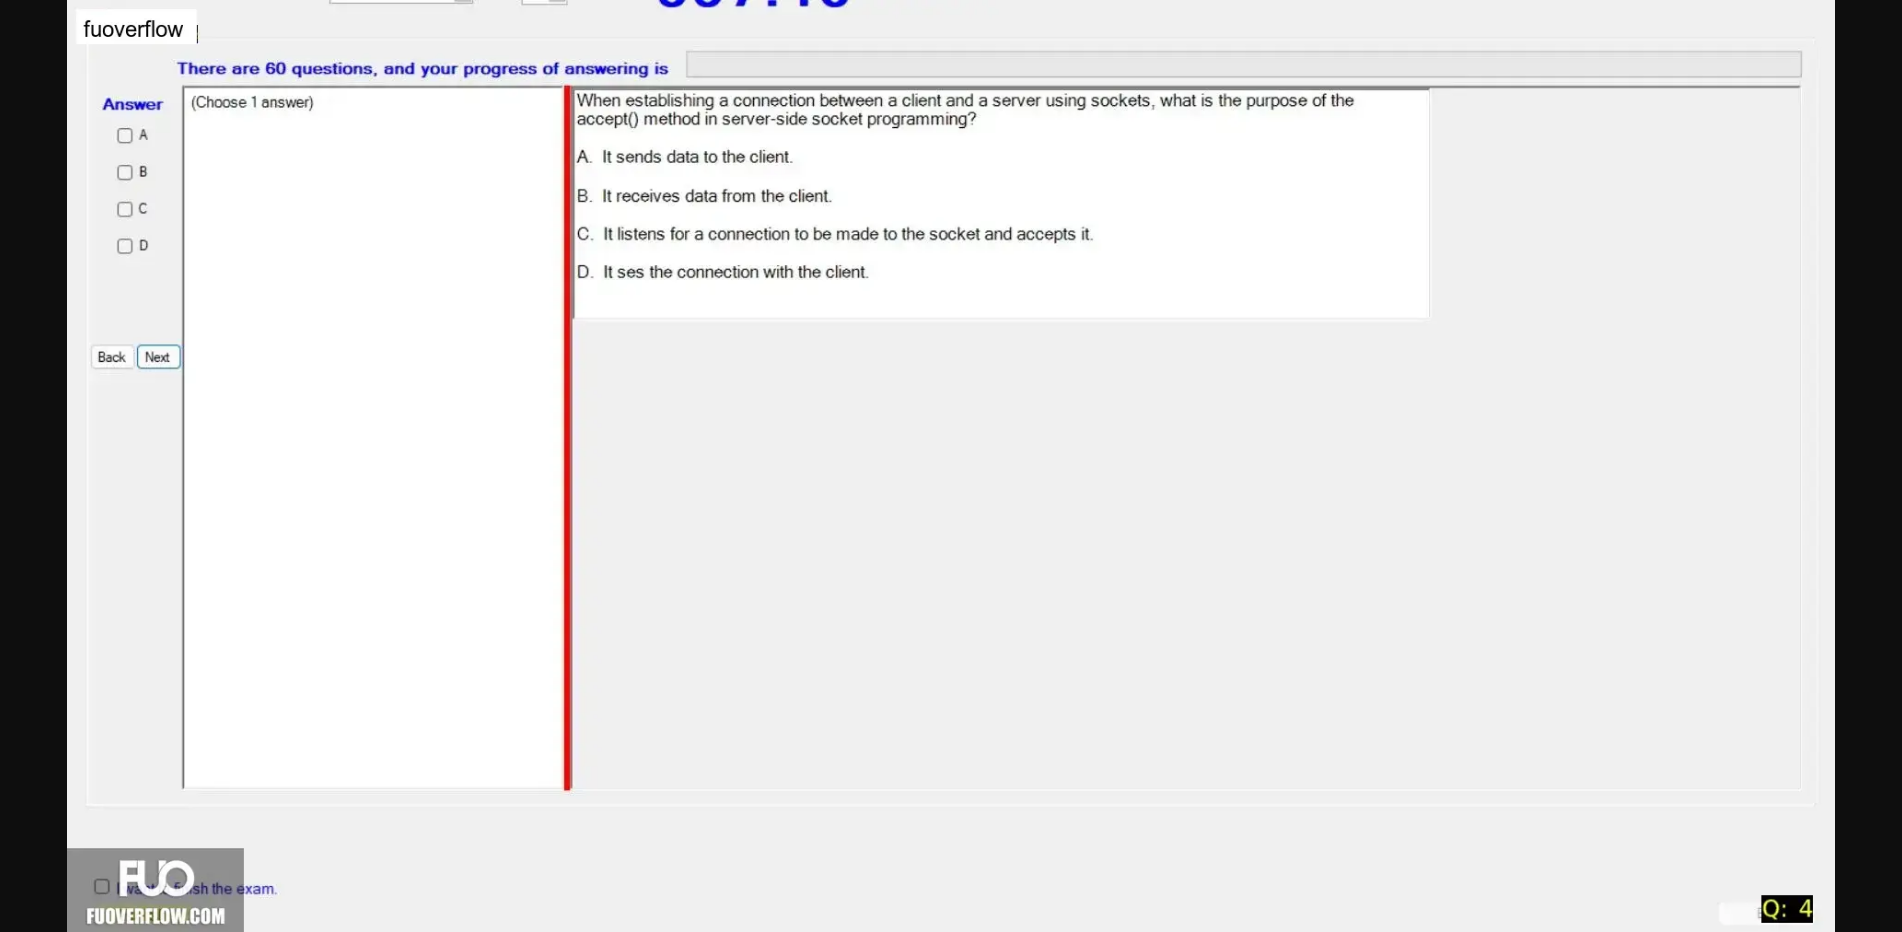 fuoverflow
There are 60 questions, and your progress of answering is
Answer
(Choose 1 answer)
A
B
C
D
Back
Next
When establishing a connection between a client and a server using sockets, what is the purpose of the
accept() method in server-side socket programming?
A. It sends data to the client.
B. It receives data from the client.
C. It listens for a connection to be made to the socket and accepts it.
D. It ses the connection with the client.
FUO
sh the exam.
FUOVERFLOW.COM
Q: 4